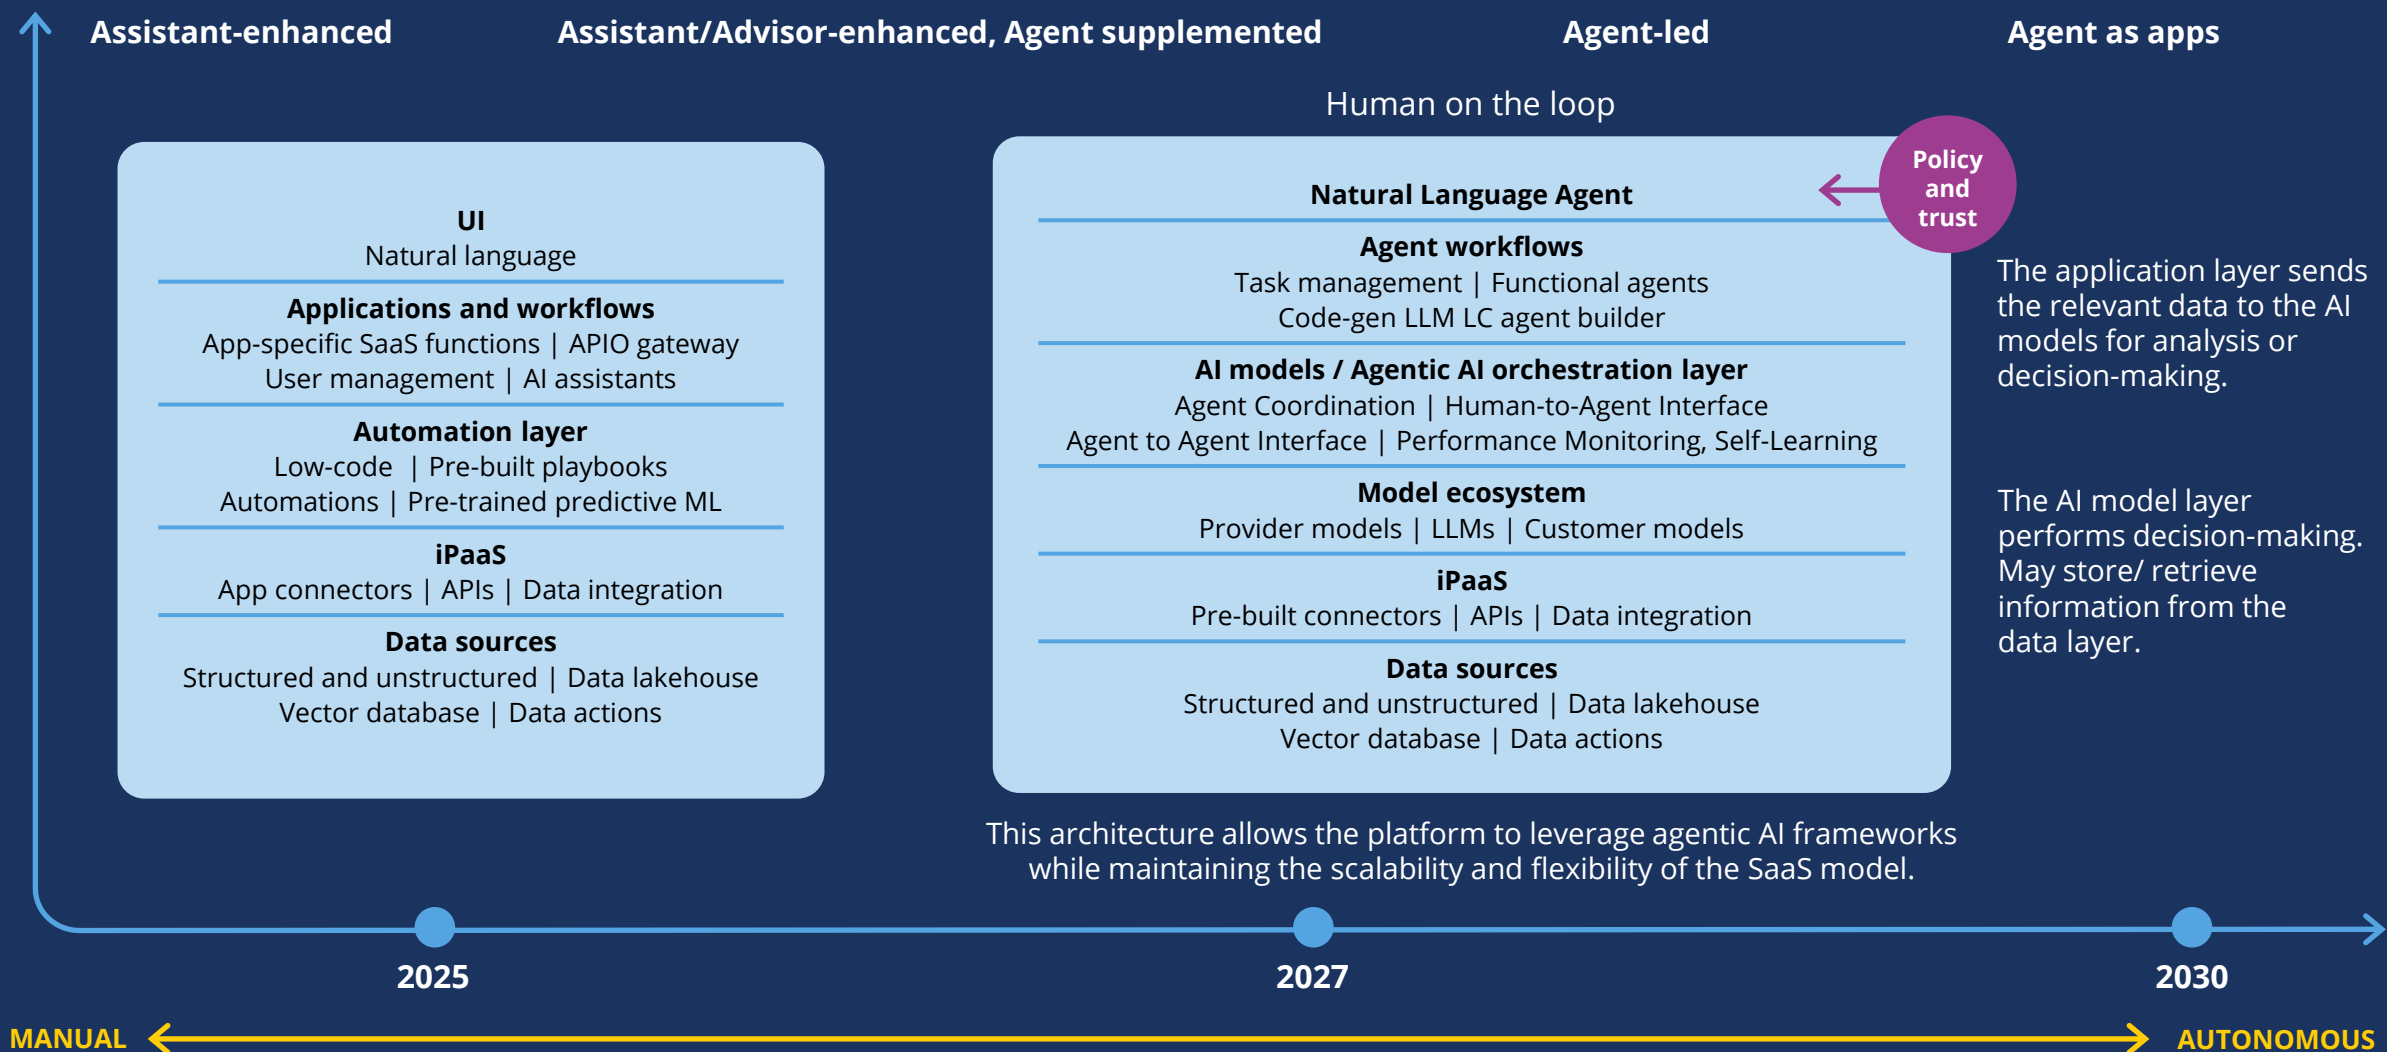 Assistant-enhanced
Assistant/Advisor-enhanced, Agent supplemented
Agent-led
Agent as apps
UI
Natural language
Applications and workflows
App-specific SaaS functions | APIO gateway
User management | AI assistants
Automation layer
Low-code | Pre-built playbooks
Automations | Pre-trained predictive ML
iPaaS
App connectors | APIs | Data integration
Data sources
Structured and unstructured | Data lakehouse
Vector database | Data actions
Human on the loop
Natural Language Agent
Agent workflows
Task management | Functional agents
Code-gen LLM LC agent builder
AI models / Agentic AI orchestration layer
Agent Coordination | Human-to-Agent Interface
Agent to Agent Interface | Performance Monitoring, Self-Learning
Model ecosystem
Provider models | LLMs | Customer models
iPaaS
Pre-built connectors | APIs | Data integration
Data sources
Structured and unstructured | Data lakehouse
Vector database | Data actions
Policy
and
trust
The application layer sends
the relevant data to the AI
models for analysis or
decision-making.
The AI model layer
performs decision-making.
May store/ retrieve
information from the
data layer.
This architecture allows the platform to leverage agentic AI frameworks
while maintaining the scalability and flexibility of the SaaS model.
2025
2027
2030
MANUAL
AUTONOMOUS